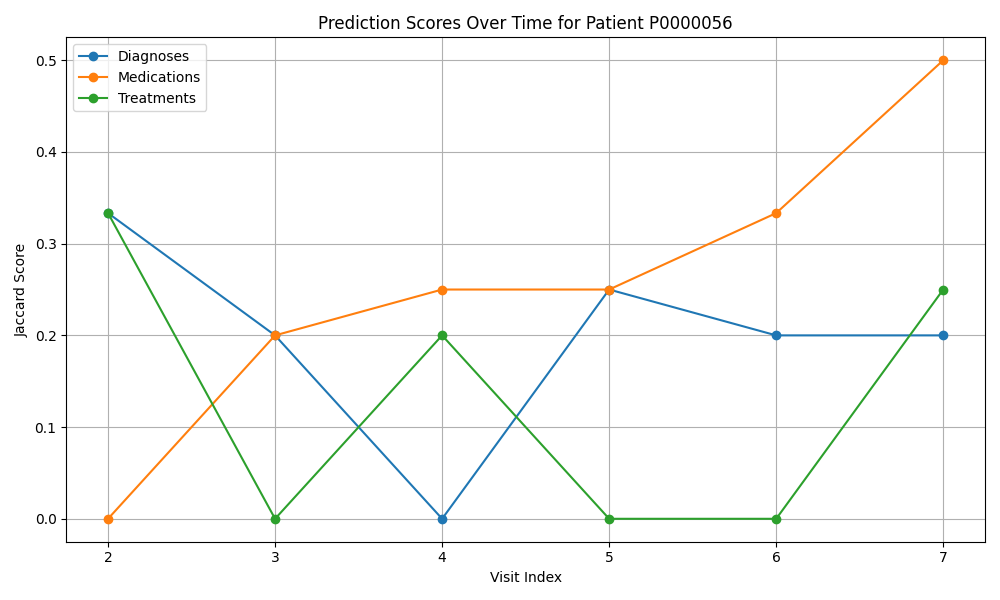 Prediction Scores Over Time for Patient P0000056
Diagnoses
Medications
Treatments
Jaccard Score
0.5
0.4
0.3
0.2
0.1
0.0
2 3 4 5 6 7
Visit Index